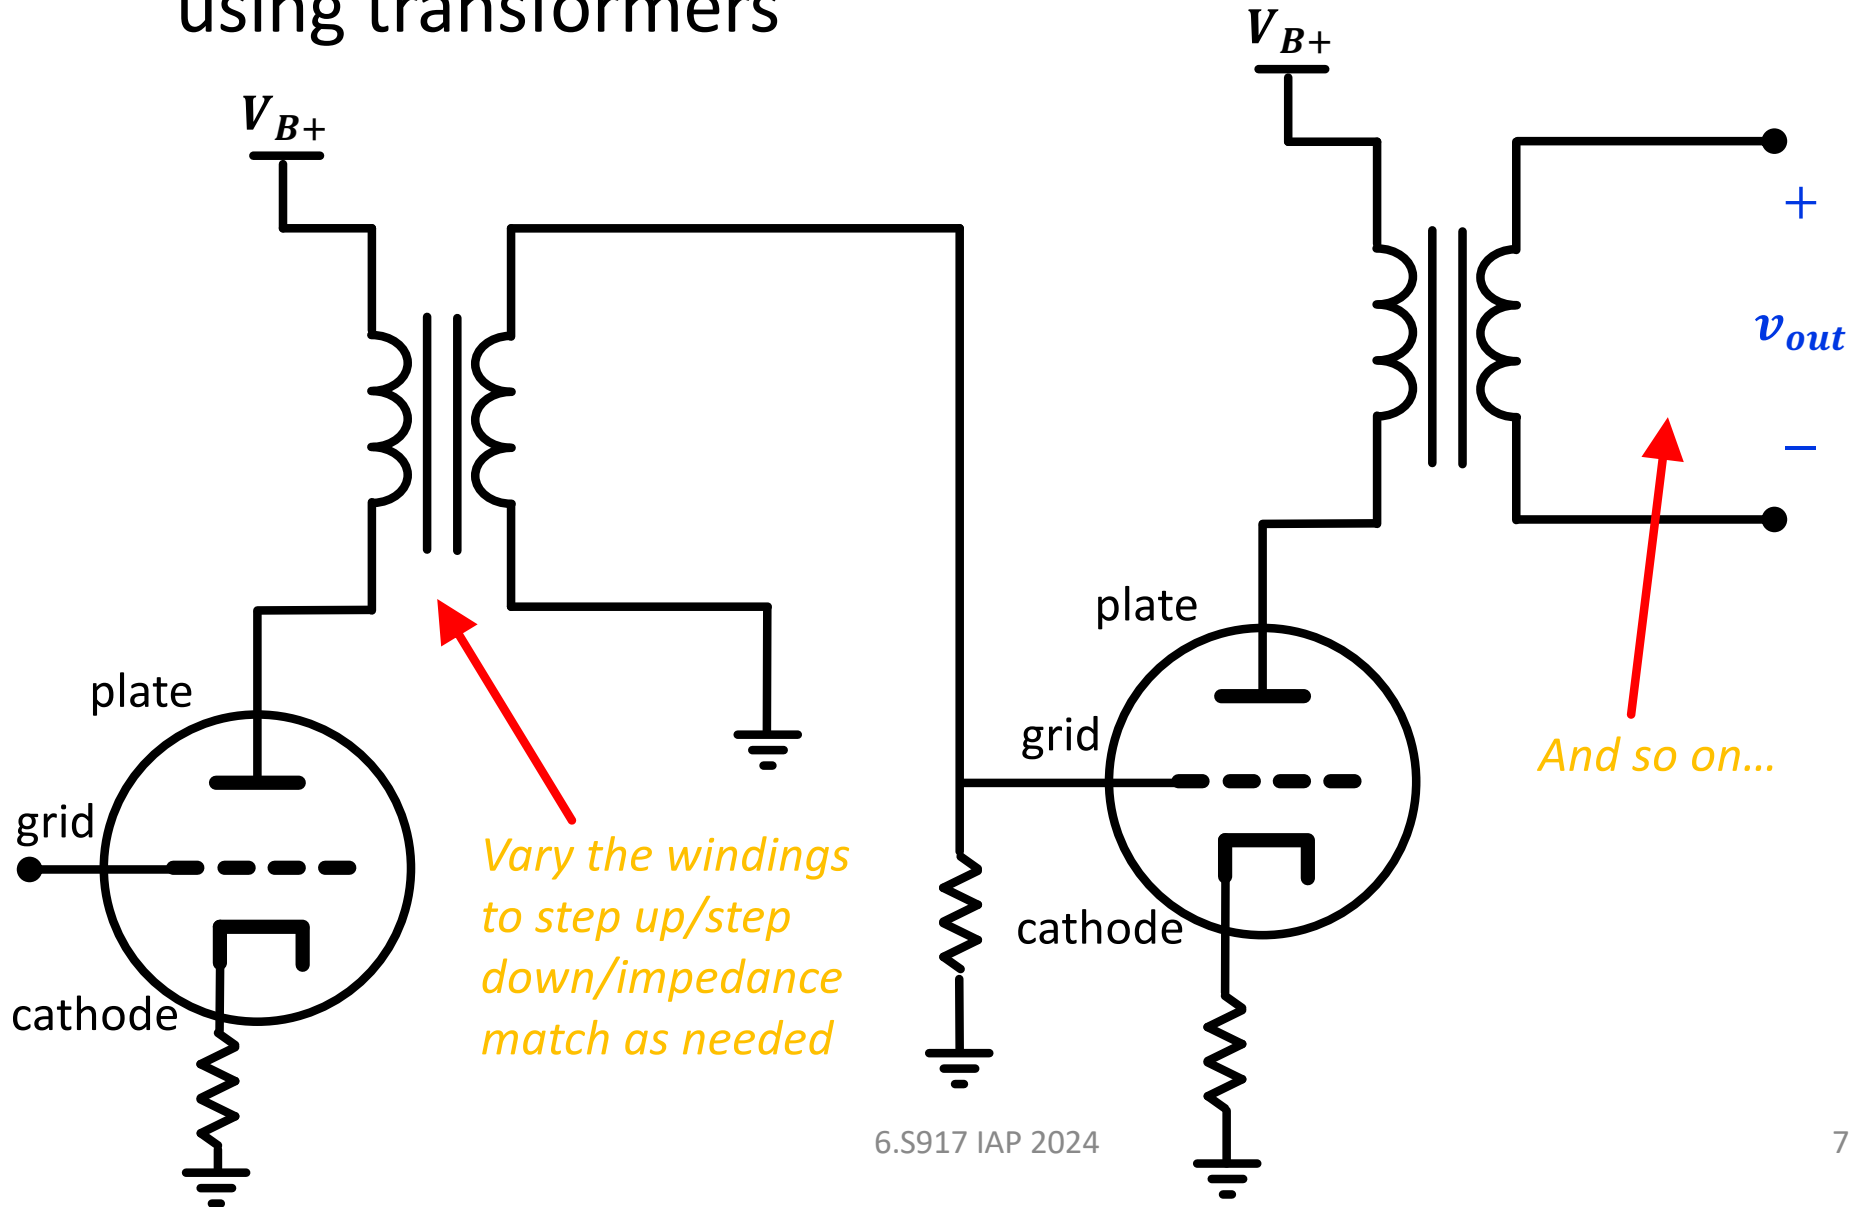 using transformers
V_B+
V_B+
+
v_out
−
plate
grid
cathode
plate
grid
cathode
Vary the windings
to step up/step
down/impedance
match as needed
And so on...
6.S917 IAP 2024
7